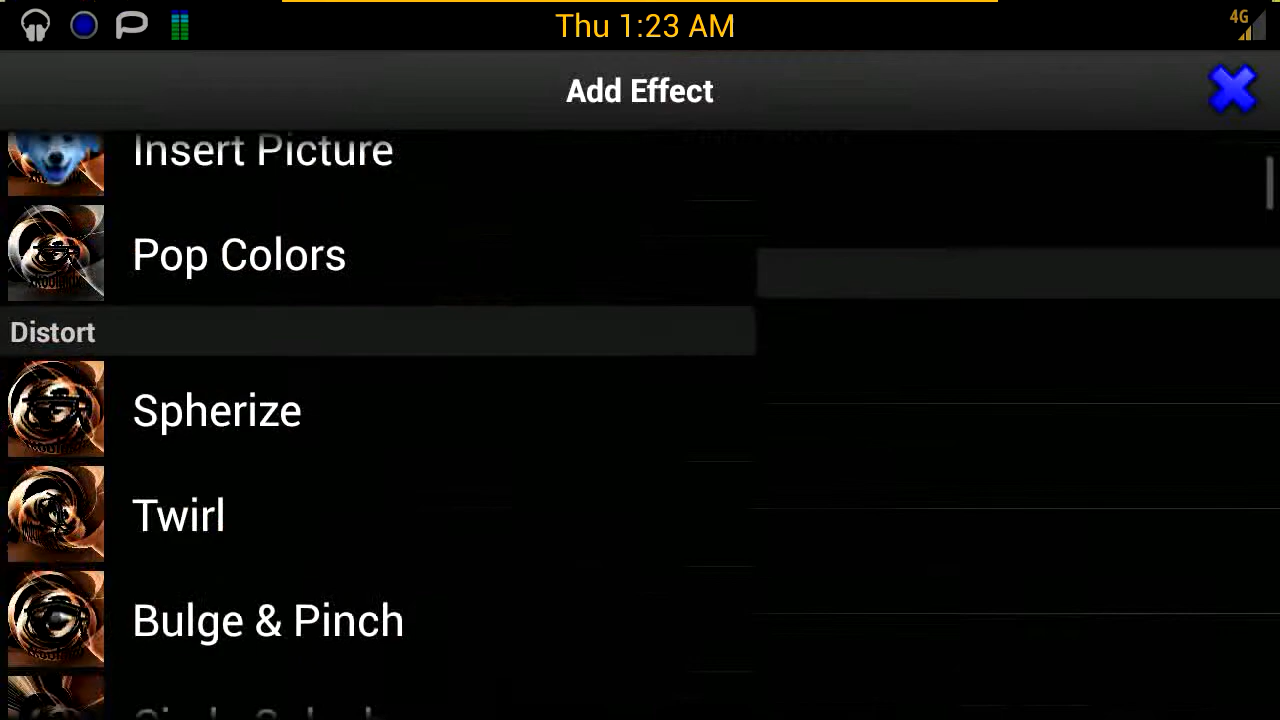 Thu 1:23 AM
4G
Add Effect
Insert Picture
Pop Colors
Distort
Spherize
Twirl
Bulge & Pinch